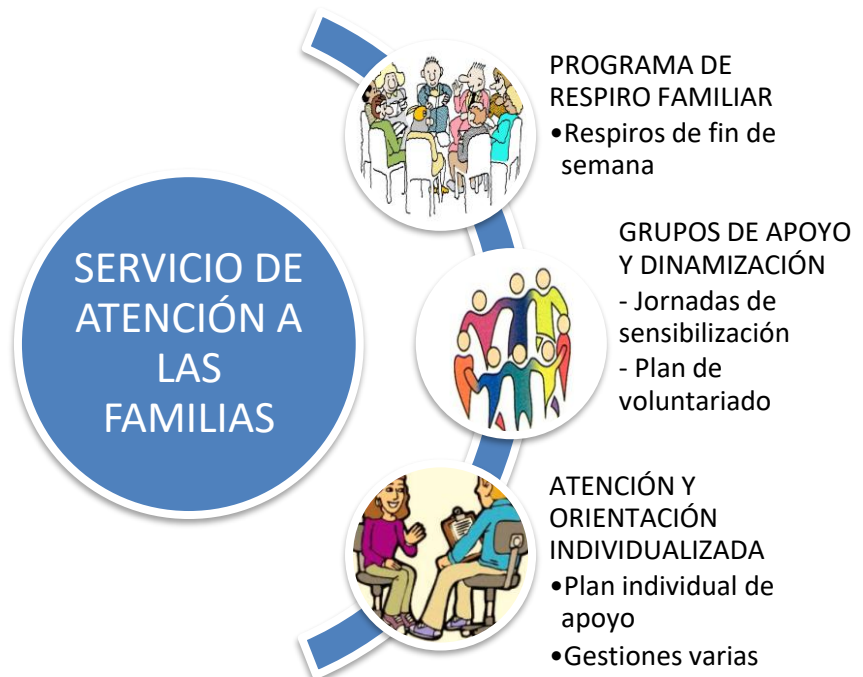 SERVICIO DE
ATENCIÓN A
LAS
FAMILIAS
PROGRAMA DE
RESPIRO FAMILIAR
•Respiros de fin de
semana
GRUPOS DE APOYO
Y DINAMIZACIÓN
- Jornadas de
sensibilización
- Plan de
voluntariado
ATENCIÓN Y
ORIENTACIÓN
INDIVIDUALIZADA
•Plan individual de
apoyo
•Gestiones varias